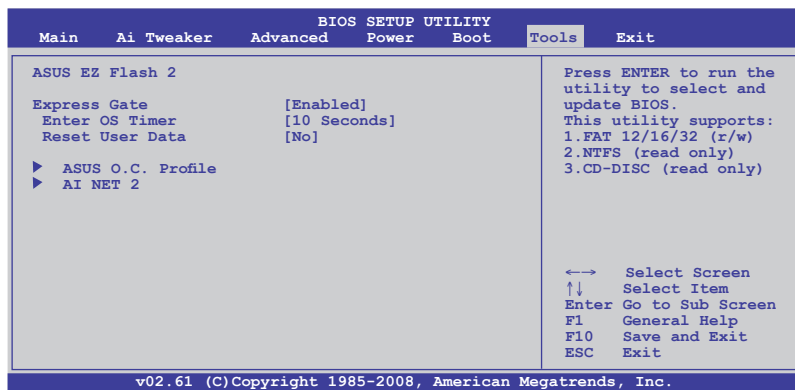 BIOS SETUP UTILITY
Main Ai Tweaker Advanced Power Boot Tools Exit
ASUS EZ Flash 2
Express Gate [Enabled]
Enter OS Timer [10 Seconds]
Reset User Data [No]
▶ ASUS O.C. Profile
▶ AI NET 2
Press ENTER to run the
utility to select and
update BIOS.
This utility supports:
1.FAT 12/16/32 (r/w)
2.NTFS (read only)
3.CD-DISC (read only)
←→ Select Screen
↑↓ Select Item
Enter Go to Sub Screen
F1 General Help
F10 Save and Exit
ESC Exit
v02.61 (C)Copyright 1985-2008, American Megatrends, Inc.